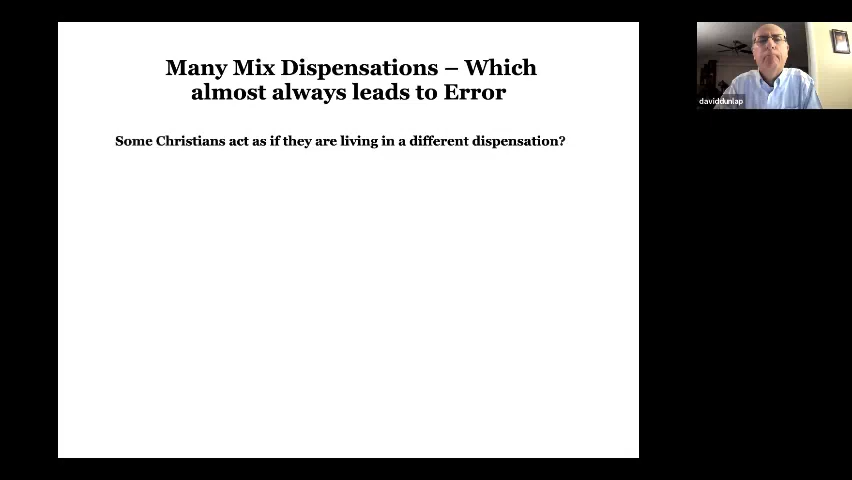 Many Mix Dispensations – Which
almost always leads to Error
Some Christians act as if they are living in a different dispensation?
daviddunlap